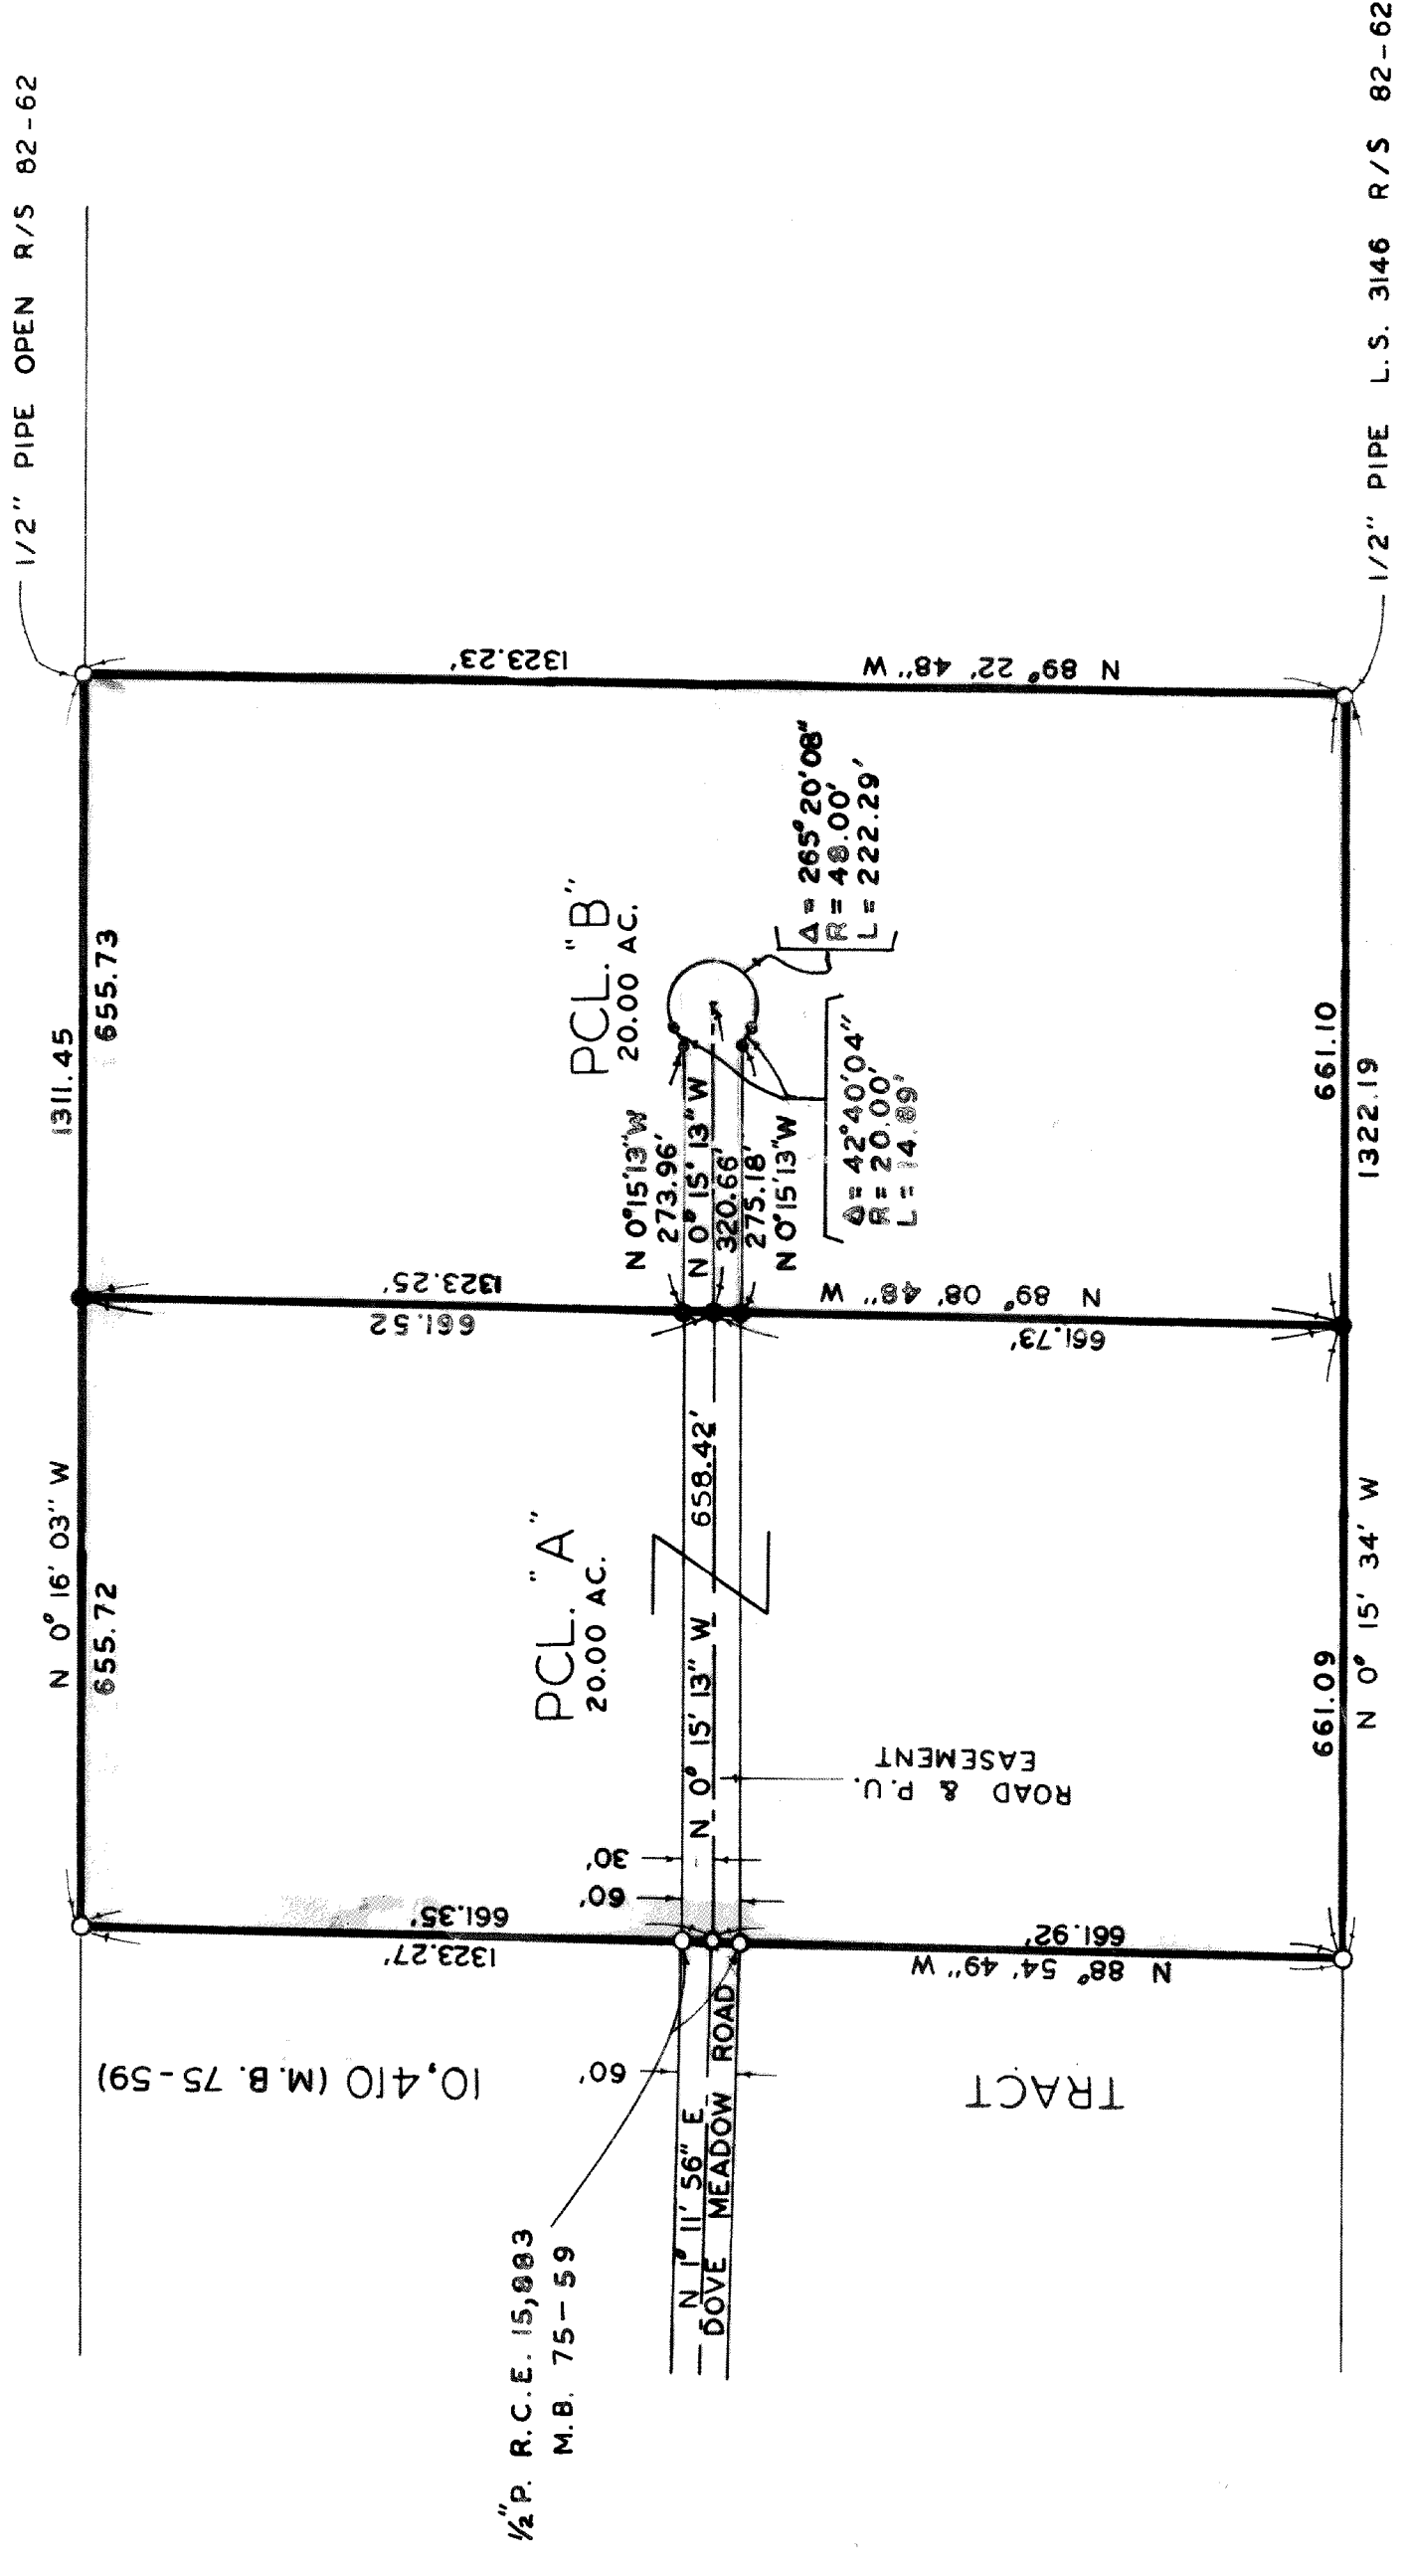 1/2" PIPE OPEN R/S 82-62
1/2" PIPE L.S. 3146 R/S 82-62
1323.23'
N 89° 22' 48" W
1311.45
655.73
PCL. "B"
20.00 AC.
Δ = 265° 20' 08"
R = 48.00'
L = 222.29'
Δ = 42° 40' 04"
R = 20.00'
L = 14.89'
N 0° 15' 13" W
273.96'
N 0° 15' 13" W
320.66'
275.18'
N 0° 15' 13" W
661.10
1322.19
1323.25'
661.52
N 89° 08' 48" W
661.73'
N 0° 16' 03" W
655.72
PCL. "A"
20.00 AC.
658.42'
N 0° 15' 13" W
ROAD & P.U.
EASEMENT
30'
60'
661.09
N 0° 15' 34' W
661.35'
1323.27'
661.92'
N 88° 54' 49" W
TRACT
10,410 (M.B. 75-59)
60'
N 1° 11' 56" E
DOVE MEADOW ROAD
1/2" P. R.C.E. 15,883
M.B. 75-59